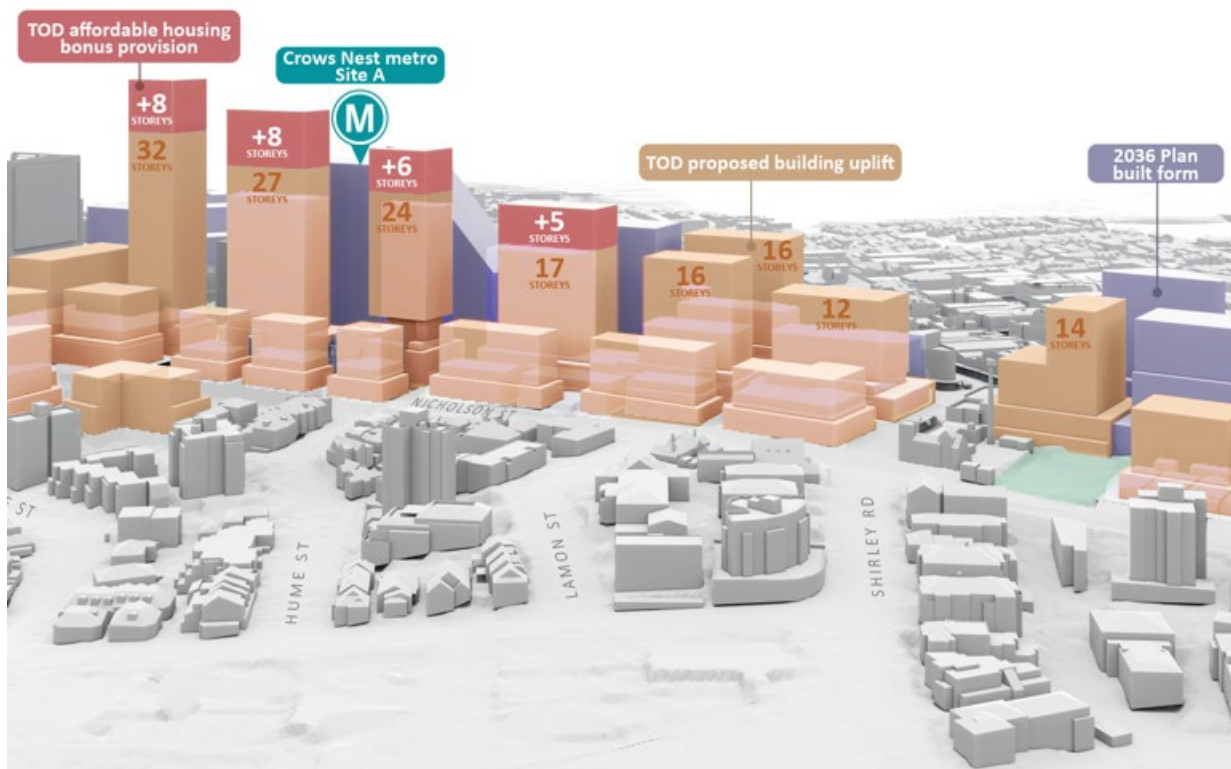 TOD affordable housing
bonus provision
Crows Nest metro
Site A
M
+8
STOREYS
32
STOREYS
+8
STOREYS
27
STOREYS
+6
STOREYS
24
STOREYS
+5
STOREYS
17
STOREYS
TOD proposed building uplift
16
STOREYS
16
STOREYS
12
STOREYS
14
STOREYS
2036 Plan
built form
NICHOLSON ST
ST
HUME ST
LAMON ST
SHIRLEY RD